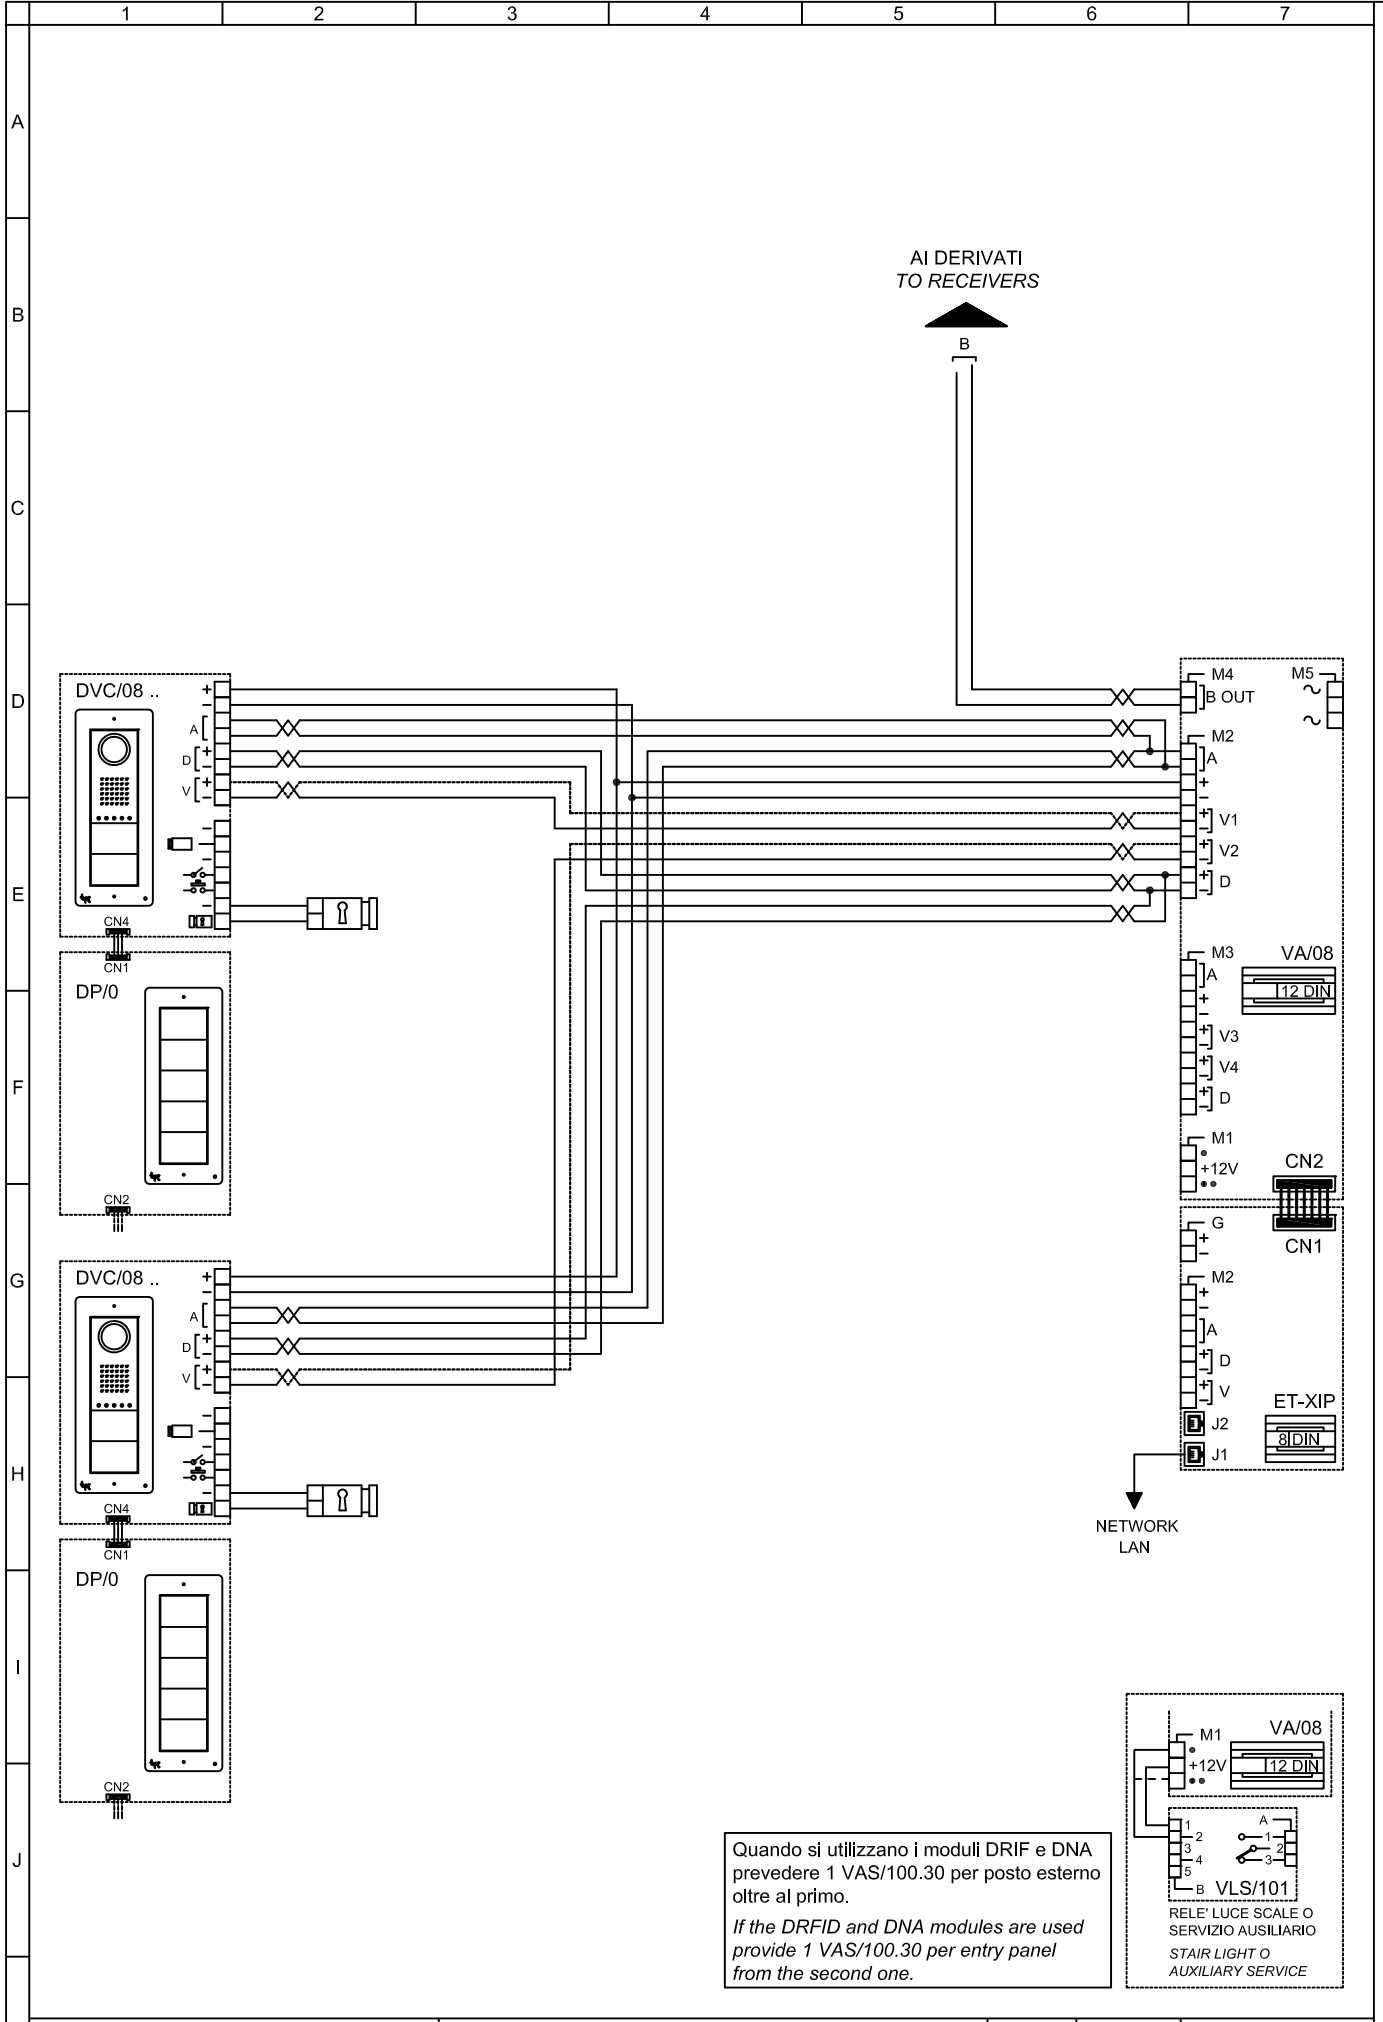 1 2 3 4 5 6 7
A
B
C
D
E
F
G
H
I
J
AI DERIVATI
TO RECEIVERS
B
DVC/08 ..
+
-
A
D + -
V + -
-
-
-
CN4
CN1
DP/0
CN2
DVC/08 ..
+
-
A
D + -
V + -
-
-
-
CN4
CN1
DP/0
CN2
M4 M5
B OUT
~
~
M2
A
+
-
+ - V1
+ - V2
+ - D
M3 VA/08
A
12 DIN
+
-
+ - V3
+ - V4
+ - D
M1
+12V
CN2
CN1
G
+
-
M2
+
-
A
+ - D
+ - V
ET-XIP
8 DIN
J2
J1
NETWORK
LAN
M1 VA/08
+12V 12 DIN
1
2
3
4
5
B
A
1
2
3
VLS/101
RELE' LUCE SCALE O
SERVIZIO AUSILIARIO
STAIR LIGHT O
AUXILIARY SERVICE
Quando si utilizzano i moduli DRIF e DNA
prevedere 1 VAS/100.30 per posto esterno
oltre al primo.
If the DRFID and DNA modules are used
provide 1 VAS/100.30 per entry panel
from the second one.